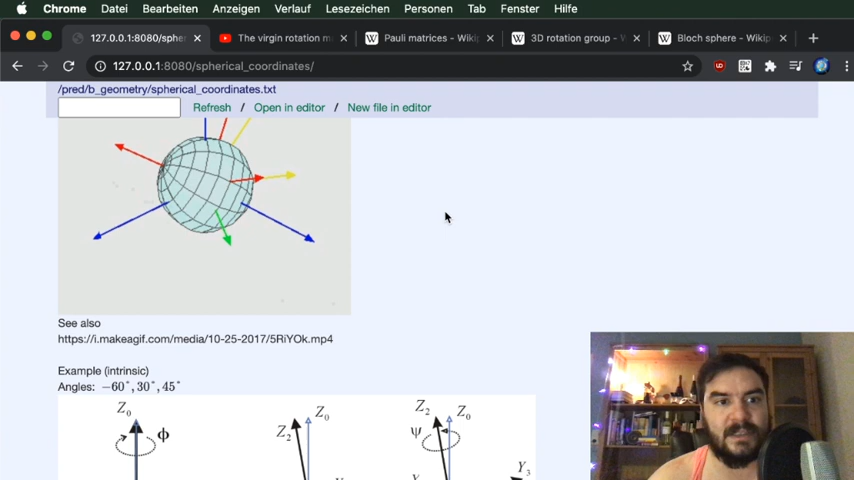 Chrome Datei Bearbeiten Anzeigen Verlauf Lesezeichen Personen Tab Fenster Hilfe
127.0.0.1:8080/spher The virgin rotation m Pauli matrices - Wikip 3D rotation group - W Bloch sphere - Wikip
127.0.0.1:8080/spherical_coordinates/
/pred/b_geometry/spherical_coordinates.txt
Refresh / Open in editor / New file in editor
See also
https://i.makeagif.com/media/10-25-2017/5RiYOk.mp4
Example (intrinsic)
Angles: −60°, 30°, 45°
Z₀ Z₀ Z₂ Z₀
ϕ Z₂ ψ
Y₃